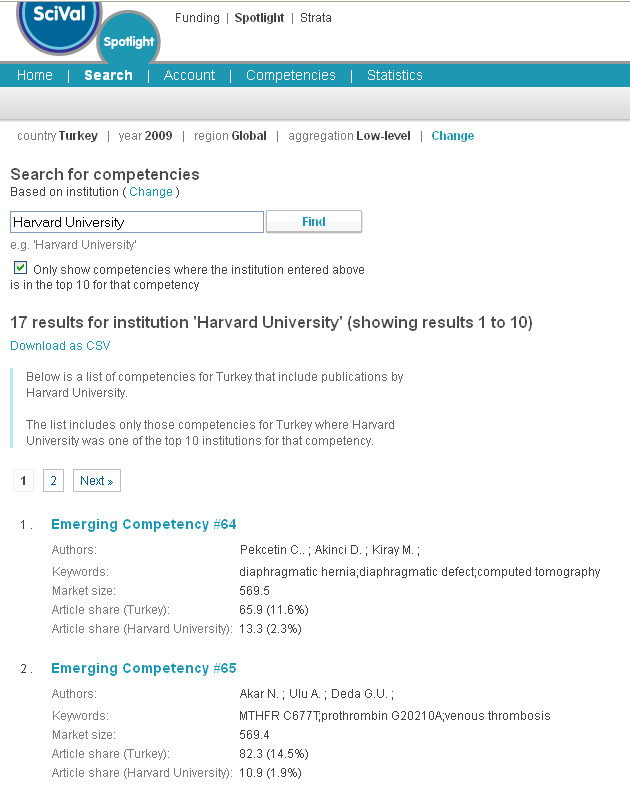 SciVal
Spotlight
Funding | Spotlight | Strata
Home | Search | Account | Competencies | Statistics
country Turkey | year 2009 | region Global | aggregation Low-level | Change
Search for competencies
Based on institution ( Change )
Harvard University Find
e.g. 'Harvard University'
Only show competencies where the institution entered above
is in the top 10 for that competency
17 results for institution 'Harvard University' (showing results 1 to 10)
Download as CSV
Below is a list of competencies for Turkey that include publications by
Harvard University.
The list includes only those competencies for Turkey where Harvard
University was one of the top 10 institutions for that competency.
1 2 Next »
1. Emerging Competency #64
Authors: Pekcetin C.. ; Akinci D. ; Kiray M. ;
Keywords: diaphragmatic hernia;diaphragmatic defect;computed tomography
Market size: 569.5
Article share (Turkey): 65.9 (11.6%)
Article share (Harvard University): 13.3 (2.3%)
2. Emerging Competency #65
Authors: Akar N. ; Ulu A. ; Deda G.U. ;
Keywords: MTHFR C677T;prothrombin G20210A;venous thrombosis
Market size: 569.4
Article share (Turkey): 82.3 (14.5%)
Article share (Harvard University): 10.9 (1.9%)